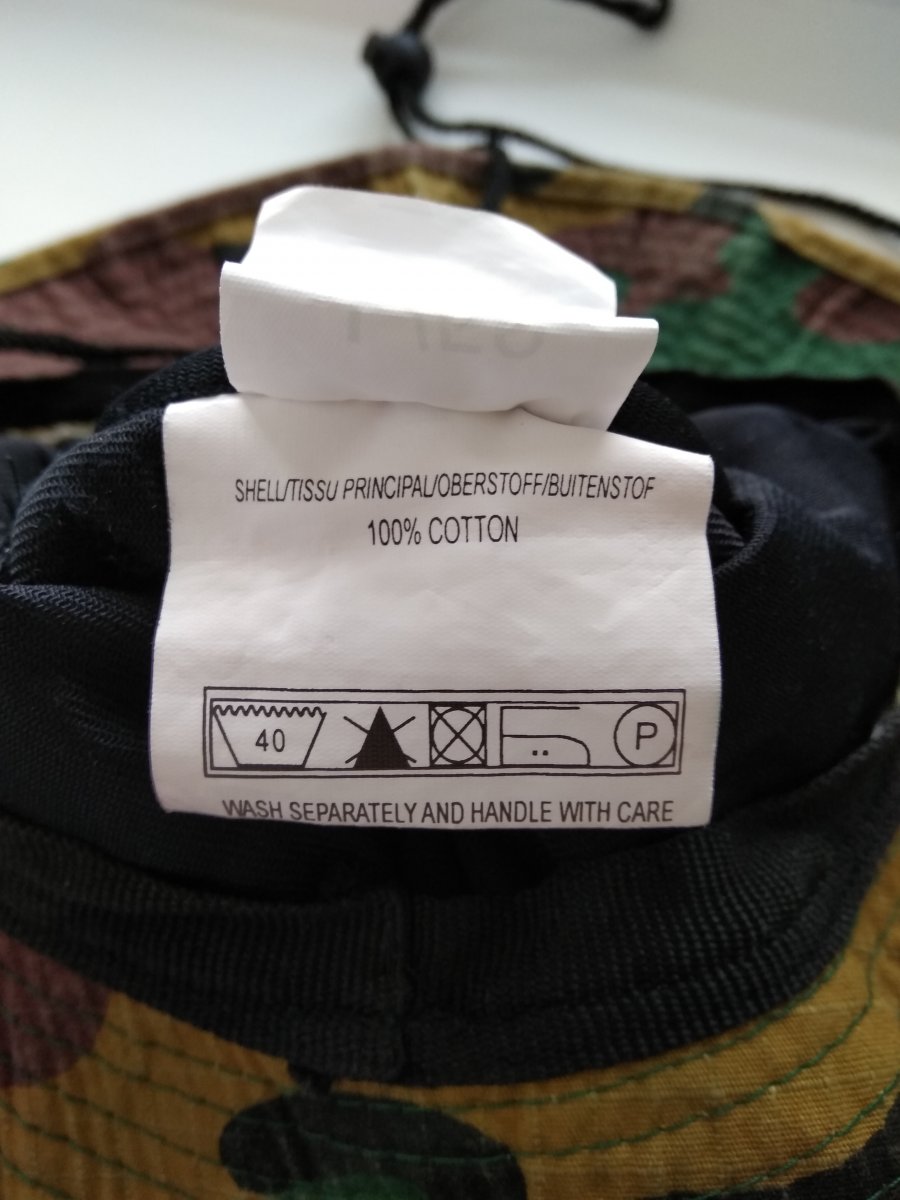 SHELL/TISSU PRINCIPAL/OBERSTOFF/BUITENSTOF
100% COTTON
40
P
WASH SEPARATELY AND HANDLE WITH CARE